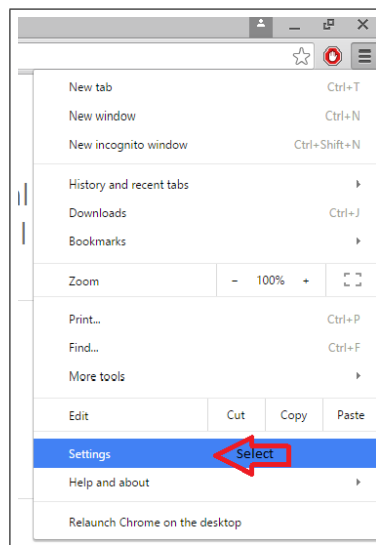 New tab Ctrl+T
New window Ctrl+N
New incognito window Ctrl+Shift+N
History and recent tabs
Downloads Ctrl+J
Bookmarks
Zoom - 100% +
Print... Ctrl+P
Find... Ctrl+F
More tools
Edit Cut Copy Paste
Settings Select
Help and about
Relaunch Chrome on the desktop